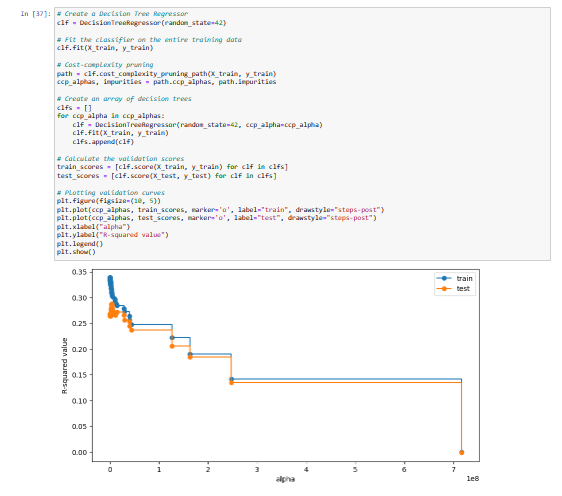 In [37]:
# Create a Decision Tree Regressor
clf = DecisionTreeRegressor(random_state=42)
# Fit the classifier on the entire training data
clf.fit(X_train, y_train)
# Cost-complexity pruning
path = clf.cost_complexity_pruning_path(X_train, y_train)
ccp_alphas, impurities = path.ccp_alphas, path.impurities
# Create an array of decision trees
clfs = []
for ccp_alpha in ccp_alphas:
    clf = DecisionTreeRegressor(random_state=42, ccp_alpha=ccp_alpha)
    clf.fit(X_train, y_train)
    clfs.append(clf)
# Calculate the validation scores
train_scores = [clf.score(X_train, y_train) for clf in clfs]
test_scores = [clf.score(X_test, y_test) for clf in clfs]
# Plotting validation curves
plt.figure(figsize=(10, 5))
plt.plot(ccp_alphas, train_scores, marker='o', label="train", drawstyle="steps-post")
plt.plot(ccp_alphas, test_scores, marker='o', label="test", drawstyle="steps-post")
plt.xlabel("alpha")
plt.ylabel("R-squared value")
plt.legend()
plt.show()
train
test
R-squared value
0.35
0.30
0.25
0.20
0.15
0.10
0.05
0.00
0 1 2 3 4 5 6 7
alpha
1e8